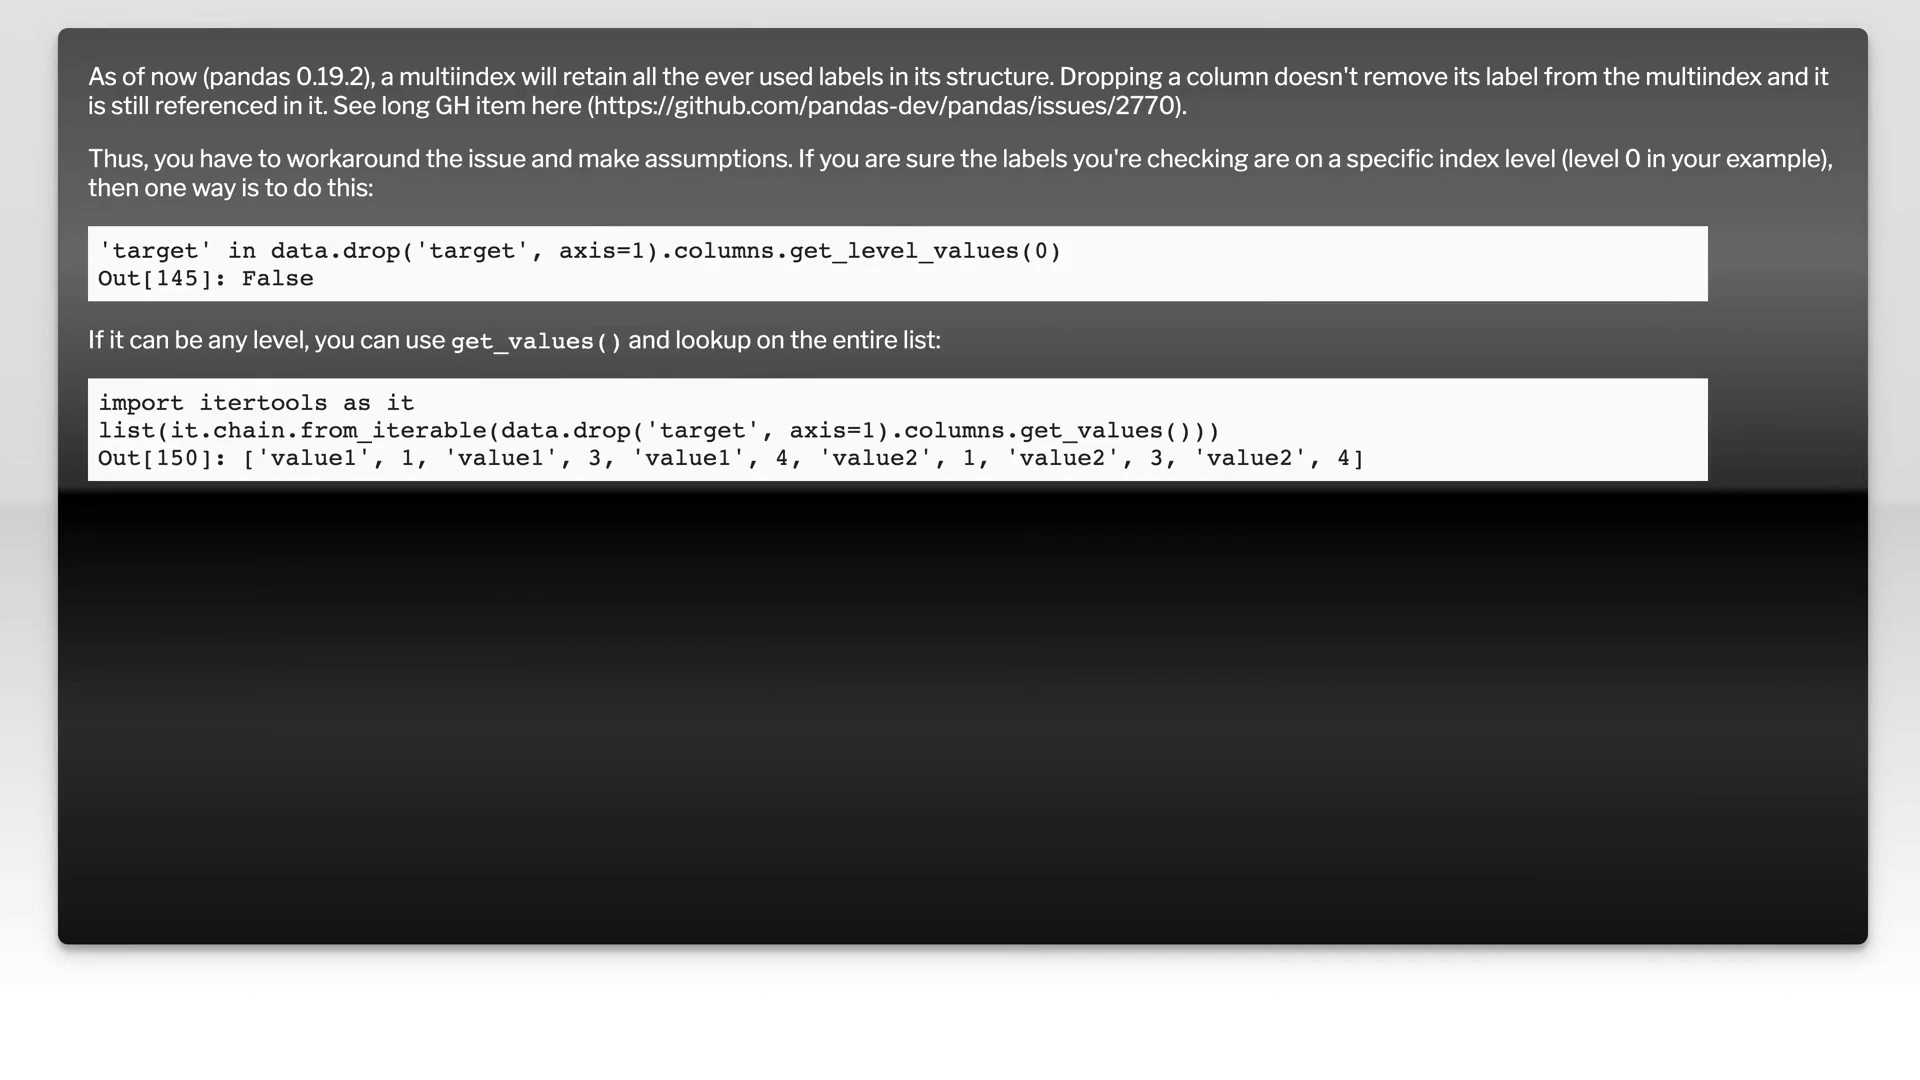 As of now (pandas 0.19.2), a multiindex will retain all the ever used labels in its structure. Dropping a column doesn't remove its label from the multiindex and it
is still referenced in it. See long GH item here (https://github.com/pandas-dev/pandas/issues/2770).
Thus, you have to workaround the issue and make assumptions. If you are sure the labels you're checking are on a specific index level (level 0 in your example),
then one way is to do this:
'target' in data.drop('target', axis=1).columns.get_level_values(0)
Out[145]: False
If it can be any level, you can use get_values() and lookup on the entire list:
import itertools as it
list(it.chain.from_iterable(data.drop('target', axis=1).columns.get_values()))
Out[150]: ['value1', 1, 'value1', 3, 'value1', 4, 'value2', 1, 'value2', 3, 'value2', 4]